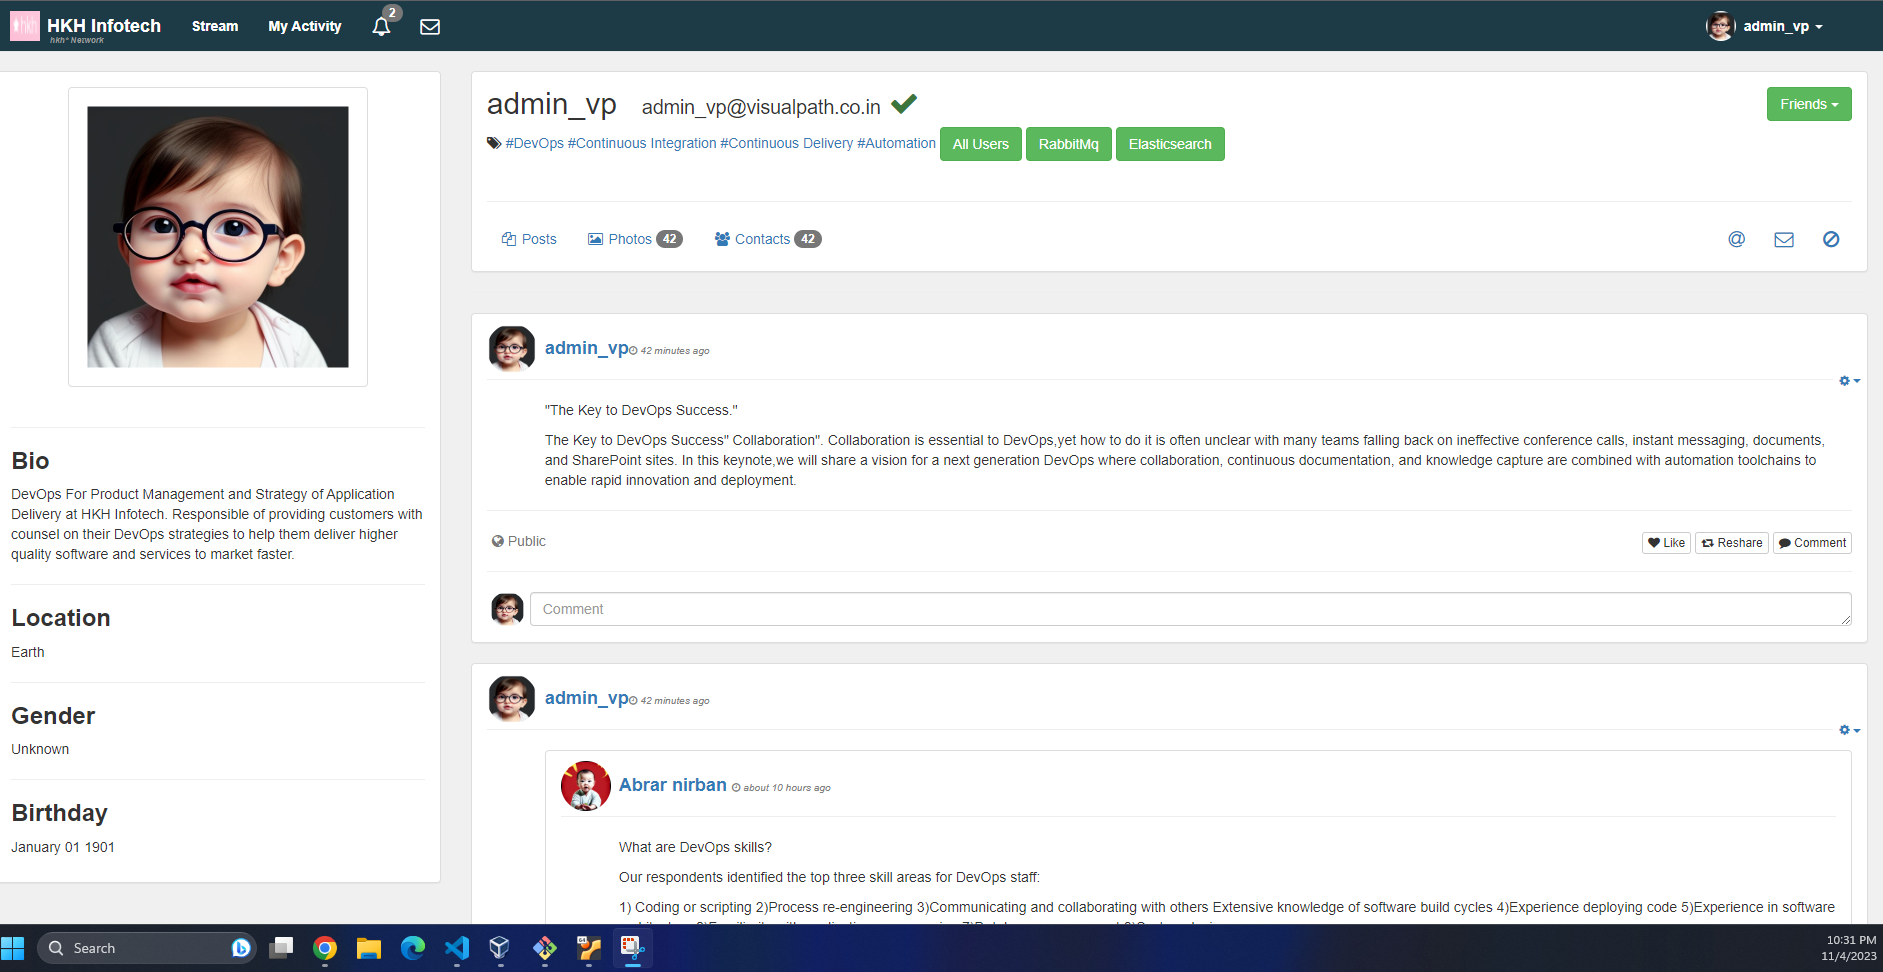 HKH Infotech
hkh* Network
Stream
My Activity
2
admin_vp
admin_vp admin_vp@visualpath.co.in
Friends
#DevOps #Continuous Integration #Continuous Delivery #Automation All Users RabbitMq Elasticsearch
Posts
Photos 42
Contacts 42
@
Bio
DevOps For Product Management and Strategy of Application
Delivery at HKH Infotech. Responsible of providing customers with
counsel on their DevOps strategies to help them deliver higher
quality software and services to market faster.
Location
Earth
Gender
Unknown
Birthday
January 01 1901
admin_vp 42 minutes ago
"The Key to DevOps Success."
The Key to DevOps Success" Collaboration". Collaboration is essential to DevOps,yet how to do it is often unclear with many teams falling back on ineffective conference calls, instant messaging, documents,
and SharePoint sites. In this keynote,we will share a vision for a next generation DevOps where collaboration, continuous documentation, and knowledge capture are combined with automation toolchains to
enable rapid innovation and deployment.
Public
Like
Reshare
Comment
Comment
admin_vp 42 minutes ago
Abrar nirban about 10 hours ago
What are DevOps skills?
Our respondents identified the top three skill areas for DevOps staff:
1) Coding or scripting 2)Process re-engineering 3)Communicating and collaborating with others Extensive knowledge of software build cycles 4)Experience deploying code 5)Experience in software
Search
64
10:31 PM
11/4/2023